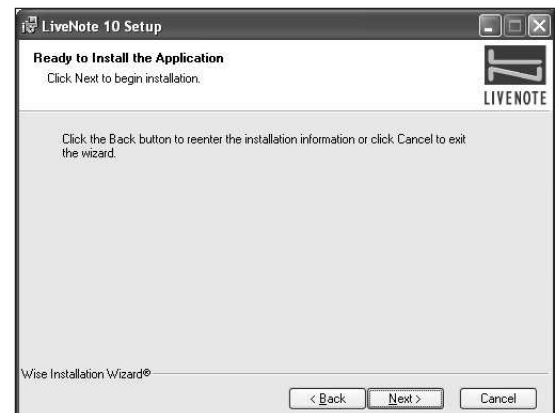 LiveNote 10 Setup
Ready to Install the Application
Click Next to begin installation.
LIVENOTE
Click the Back button to reenter the installation information or click Cancel to exit
the wizard.
Wise Installation Wizard®
< Back Next > Cancel